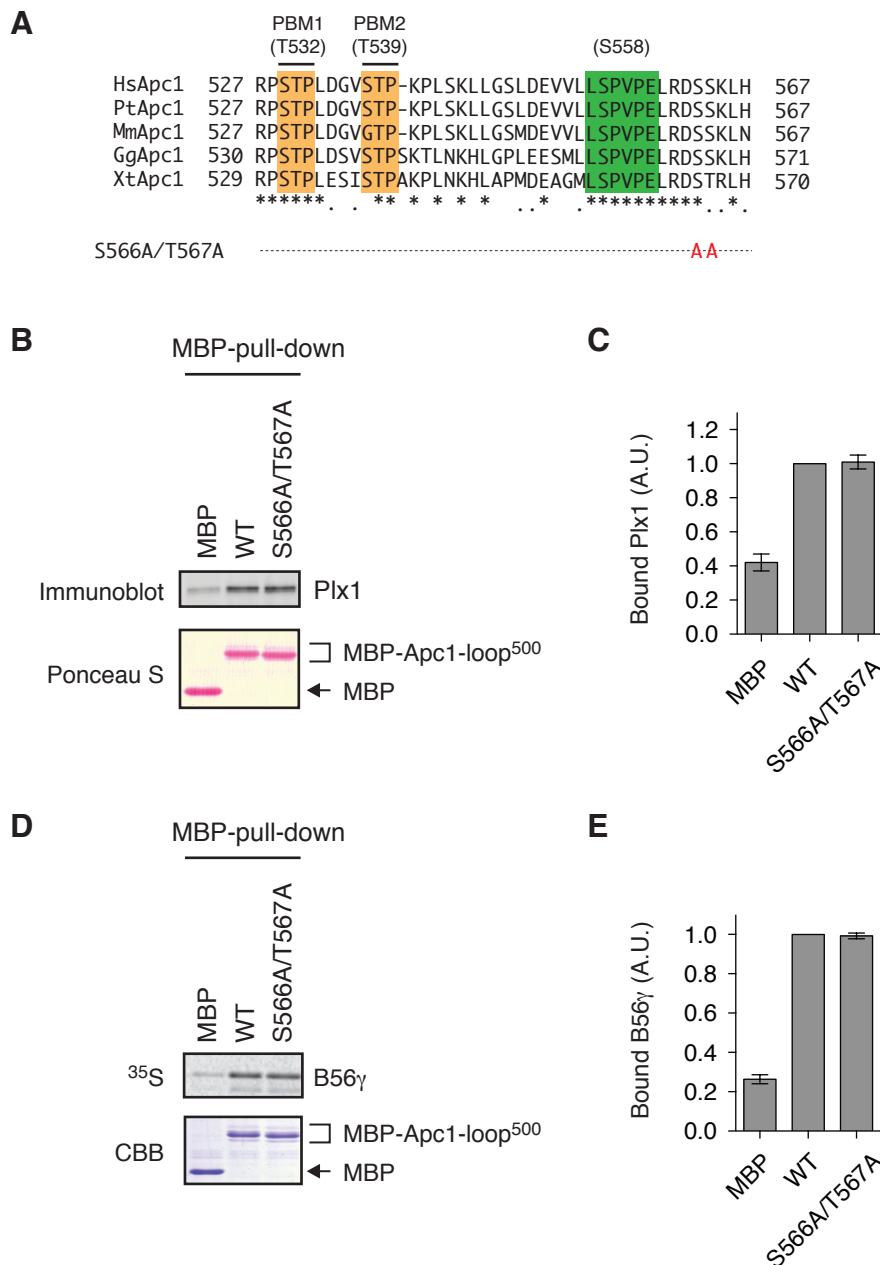 A
PBM1 PBM2
(T532) (T539) (S558)
HsApc1 527 RPSTPLDGVSTP-KPLSKLLGSLDEVVLLSPVPELRDSSKLH 567
PtApc1 527 RPSTPLDGVSTP-KPLSKLLGSLDEVVLLSPVPELRDSSKLH 567
MmApc1 527 RPSTPLDGVGTP-KPLSKLLGSMDEVVLLSPVPELRDSSKLN 567
GgApc1 530 RPSTPLDSVSTPSKTLNKHLGPLEESMLLSPVPELRDSSKLH 571
XtApc1 529 RPSTPLESISTPAKPLNKHLAPMDEAGMLSPVPELRDSTRLH 570
******. . ** * * * * .. * . **********..*.
S566A/T567A AA
B
MBP-pull-down
MBP
WT
S566A/T567A
Immunoblot Plx1
Ponceau S MBP-Apc1-loop500
MBP
C
Bound Plx1 (A.U.)
1.2
1.0
0.8
0.6
0.4
0.2
0.0
MBP
WT
S566A/T567A
D
MBP-pull-down
MBP
WT
S566A/T567A
35S B56γ
CBB MBP-Apc1-loop500
MBP
E
Bound B56γ (A.U.)
1.0
0.8
0.6
0.4
0.2
0.0
MBP
WT
S566A/T567A